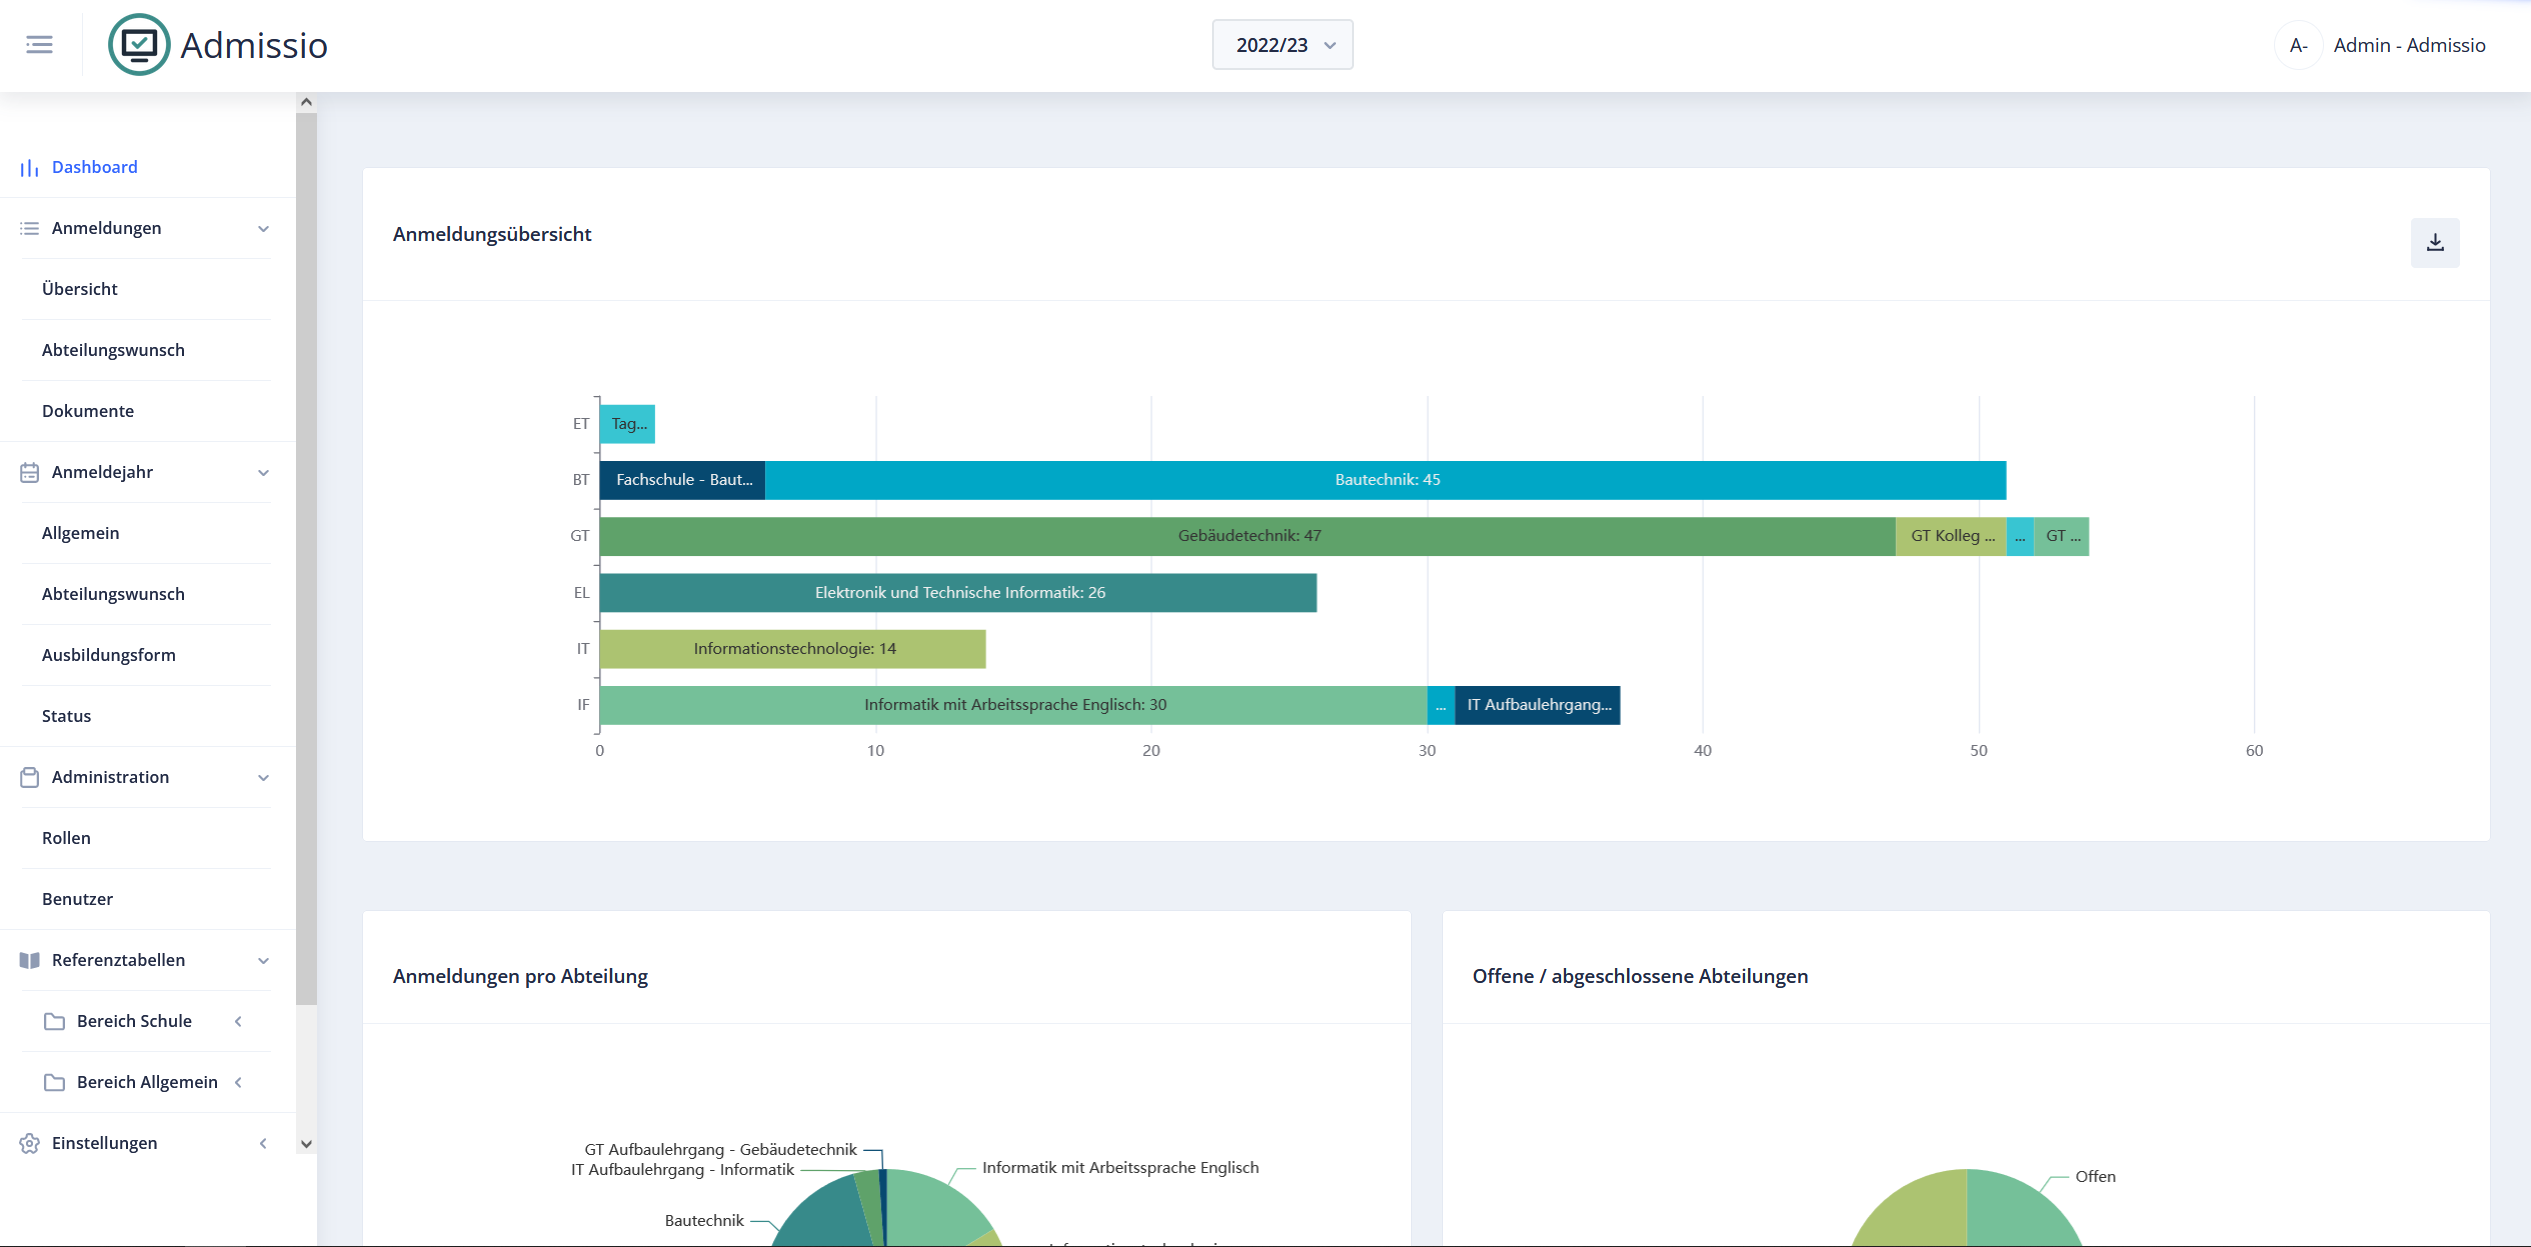 Admissio
2022/23
A-
Admin - Admissio
Dashboard
Anmeldungen
Übersicht
Abteilungswunsch
Dokumente
Anmeldejahr
Allgemein
Abteilungswunsch
Ausbildungsform
Status
Administration
Rollen
Benutzer
Referenztabellen
Bereich Schule
Bereich Allgemein
Einstellungen
Anmeldungsübersicht
ET
Tag...
BT
Fachschule - Baut...
Bautechnik: 45
GT
Gebäudetechnik: 47
GT Kolleg ...
...
GT ...
EL
Elektronik und Technische Informatik: 26
IT
Informationstechnologie: 14
IF
Informatik mit Arbeitssprache Englisch: 30
...
IT Aufbaulehrgang...
0
10
20
30
40
50
60
Anmeldungen pro Abteilung
GT Aufbaulehrgang - Gebäudetechnik
IT Aufbaulehrgang - Informatik
Informatik mit Arbeitssprache Englisch
Bautechnik
Offene / abgeschlossene Abteilungen
Offen